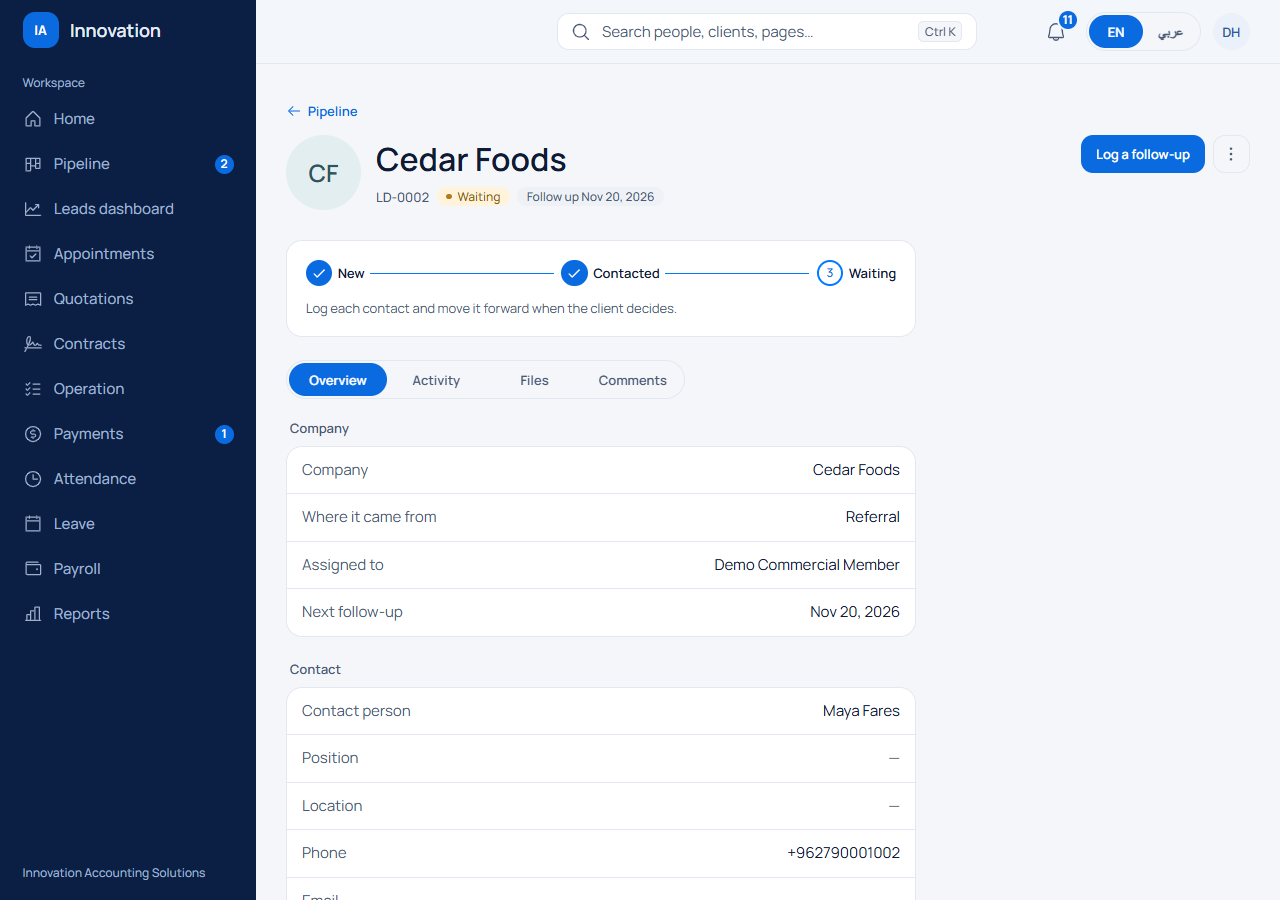 IA Innovation
Search people, clients, pages... Ctrl K
11
EN عربي DH
Workspace
Home
Pipeline 2
Leads dashboard
Appointments
Quotations
Contracts
Operation
Payments 1
Attendance
Leave
Payroll
Reports
Innovation Accounting Solutions
Pipeline
CF
Cedar Foods
LD-0002 Waiting Follow up Nov 20, 2026
Log a follow-up
New Contacted 3 Waiting
Log each contact and move it forward when the client decides.
Overview Activity Files Comments
Company
Company Cedar Foods
Where it came from Referral
Assigned to Demo Commercial Member
Next follow-up Nov 20, 2026
Contact
Contact person Maya Fares
Position —
Location —
Phone +962790001002
Email